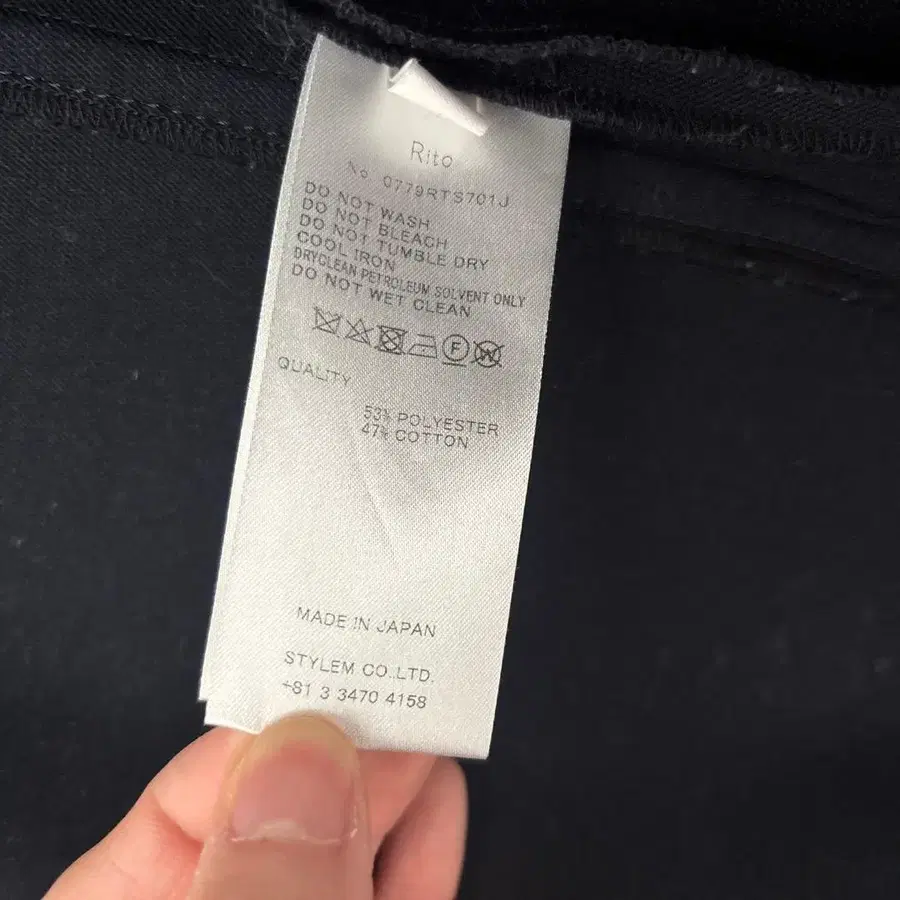 Rito
No 0779RTS701J
DO NOT WASH
DO NOT BLEACH
DO NOT TUMBLE DRY
COOL IRON
DRYCLEAN PETROLEUM SOLVENT ONLY
DO NOT WET CLEAN
F W
QUALITY
53% POLYESTER
47% COTTON
MADE IN JAPAN
STYLEM CO.,LTD.
+81 3 3470 4158